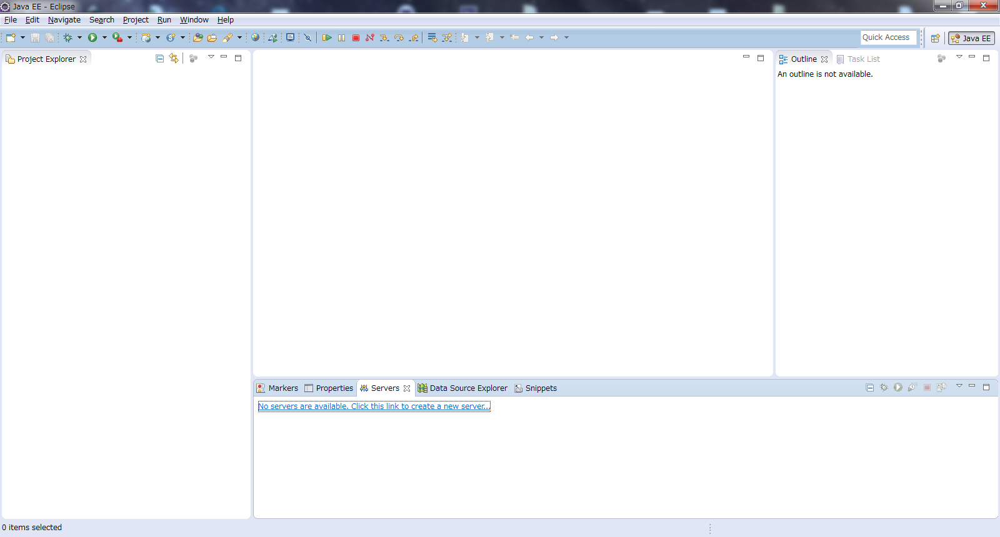 Java EE - Eclipse
File Edit Navigate Search Project Run Window Help
Quick Access
Java EE
Project Explorer
Outline Task List
An outline is not available.
Markers Properties Servers Data Source Explorer Snippets
No servers are available. Click this link to create a new server...
0 items selected